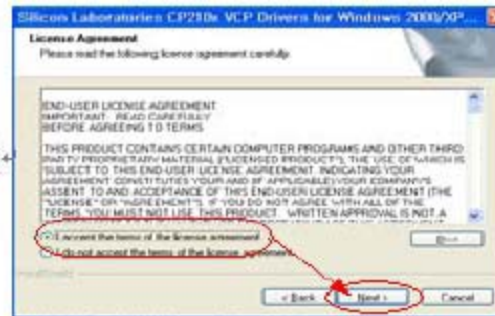 Silicon Laboratories CP210x VCP Drivers for Windows 2000/XP...
License Agreement
Please read the following license agreement carefully.
END-USER LICENSE AGREEMENT
IMPORTANT: READ CAREFULLY
BEFORE AGREEING TO TERMS
THIS PRODUCT CONTAINS CERTAIN COMPUTER PROGRAMS AND OTHER THIRD
PARTY PROPRIETARY MATERIAL ("LICENSED PRODUCT"), THE USE OF WHICH IS
SUBJECT TO THIS END-USER LICENSE AGREEMENT. INDICATING YOUR
AGREEMENT CONSTITUTES YOUR AND (IF APPLICABLE) YOUR COMPANY'S
ASSENT TO AND ACCEPTANCE OF THIS END-USER LICENSE AGREEMENT (THE
"LICENSE" OR "AGREEMENT"). IF YOU DO NOT AGREE WITH ALL OF THE
TERMS, YOU MUST NOT USE THIS PRODUCT. WRITTEN APPROVAL IS NOT A
I accept the terms of the license agreement
Print
I do not accept the terms of the license agreement
InstallShield
< Back
Next >
Cancel